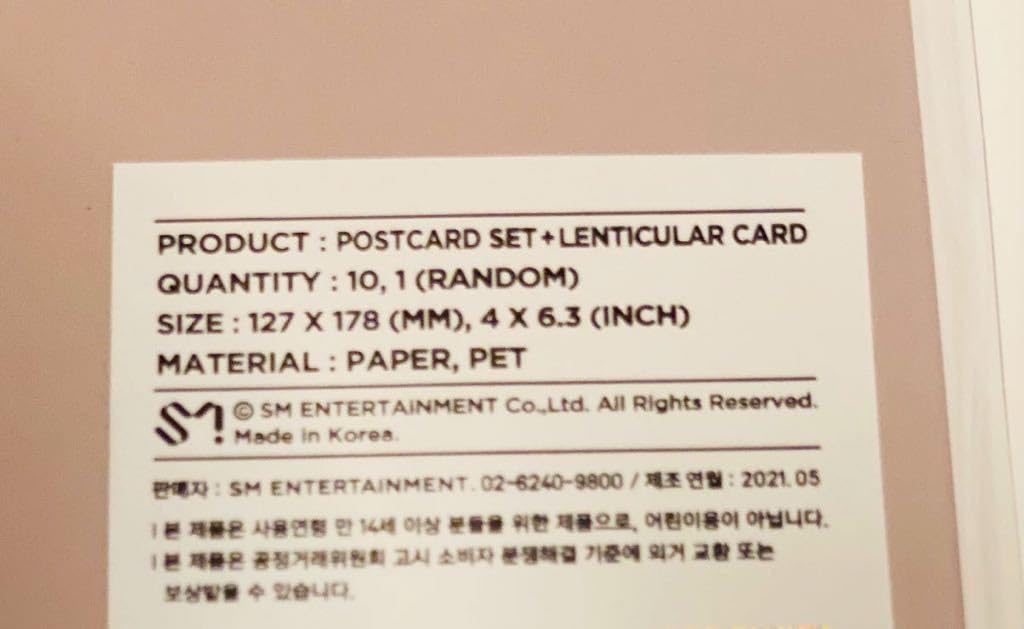 PRODUCT : POSTCARD SET+LENTICULAR CARD
QUANTITY : 10, 1 (RANDOM)
SIZE : 127 X 178 (MM), 4 X 6.3 (INCH)
MATERIAL : PAPER, PET
SM © SM ENTERTAINMENT Co.,Ltd. All Rights Reserved.
Made in Korea.
판매자 : SM ENTERTAINMENT. 02-6240-9800 / 제조 연월 : 2021. 05
| 본 제품은 사용연령 만 14세 이상 분들을 위한 제품으로, 어린이용이 아닙니다.
| 본 제품은 공정거래위원회 고시 소비자 분쟁해결 기준에 의거 교환 또는
보상받을 수 있습니다.